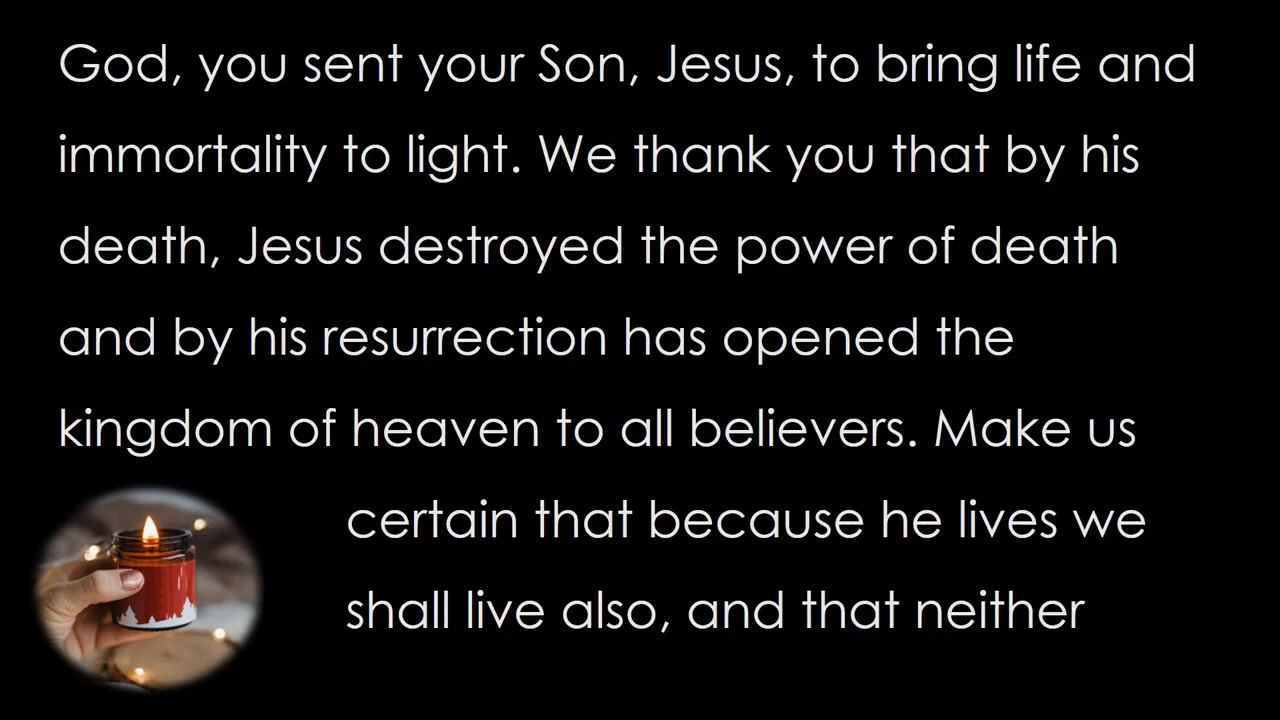 God, you sent your Son, Jesus, to bring life and
immortality to light. We thank you that by his
death, Jesus destroyed the power of death
and by his resurrection has opened the
kingdom of heaven to all believers. Make us
certain that because he lives we
shall live also, and that neither